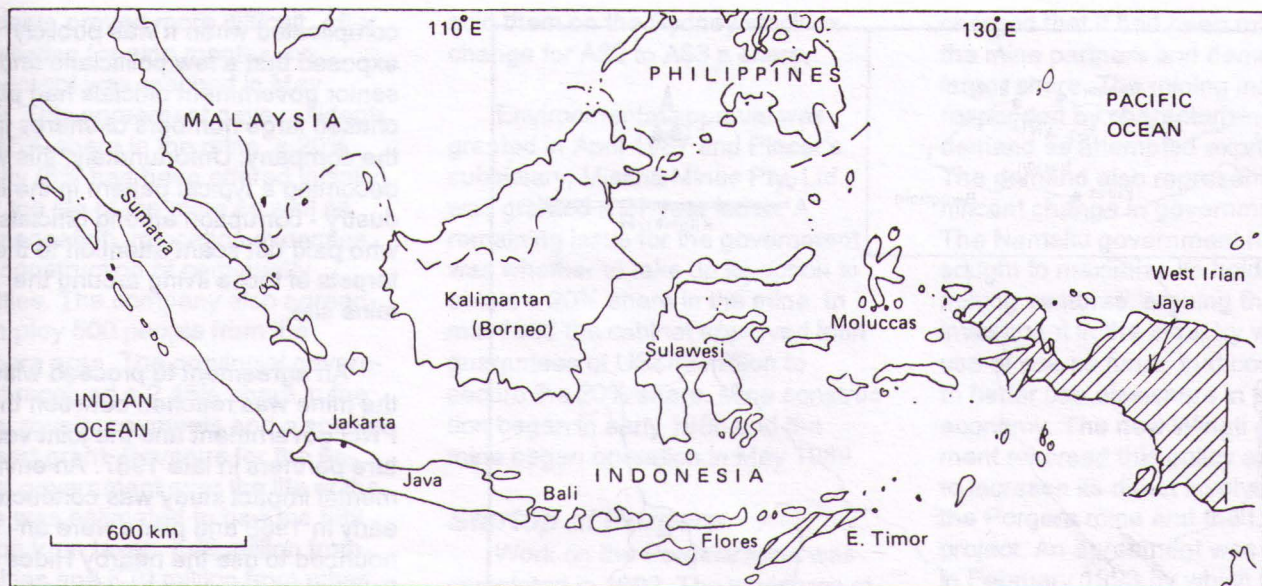 110°E
130°E
PHILIPPINES
MALAYSIA
PACIFIC
OCEAN
Sumatra
West Irian
Jaya
Kalimantan
(Borneo)
Moluccas
Sulawesi
INDIAN
OCEAN
Jakarta
Java
INDONESIA
Bali
Flores
E. Timor
600 km